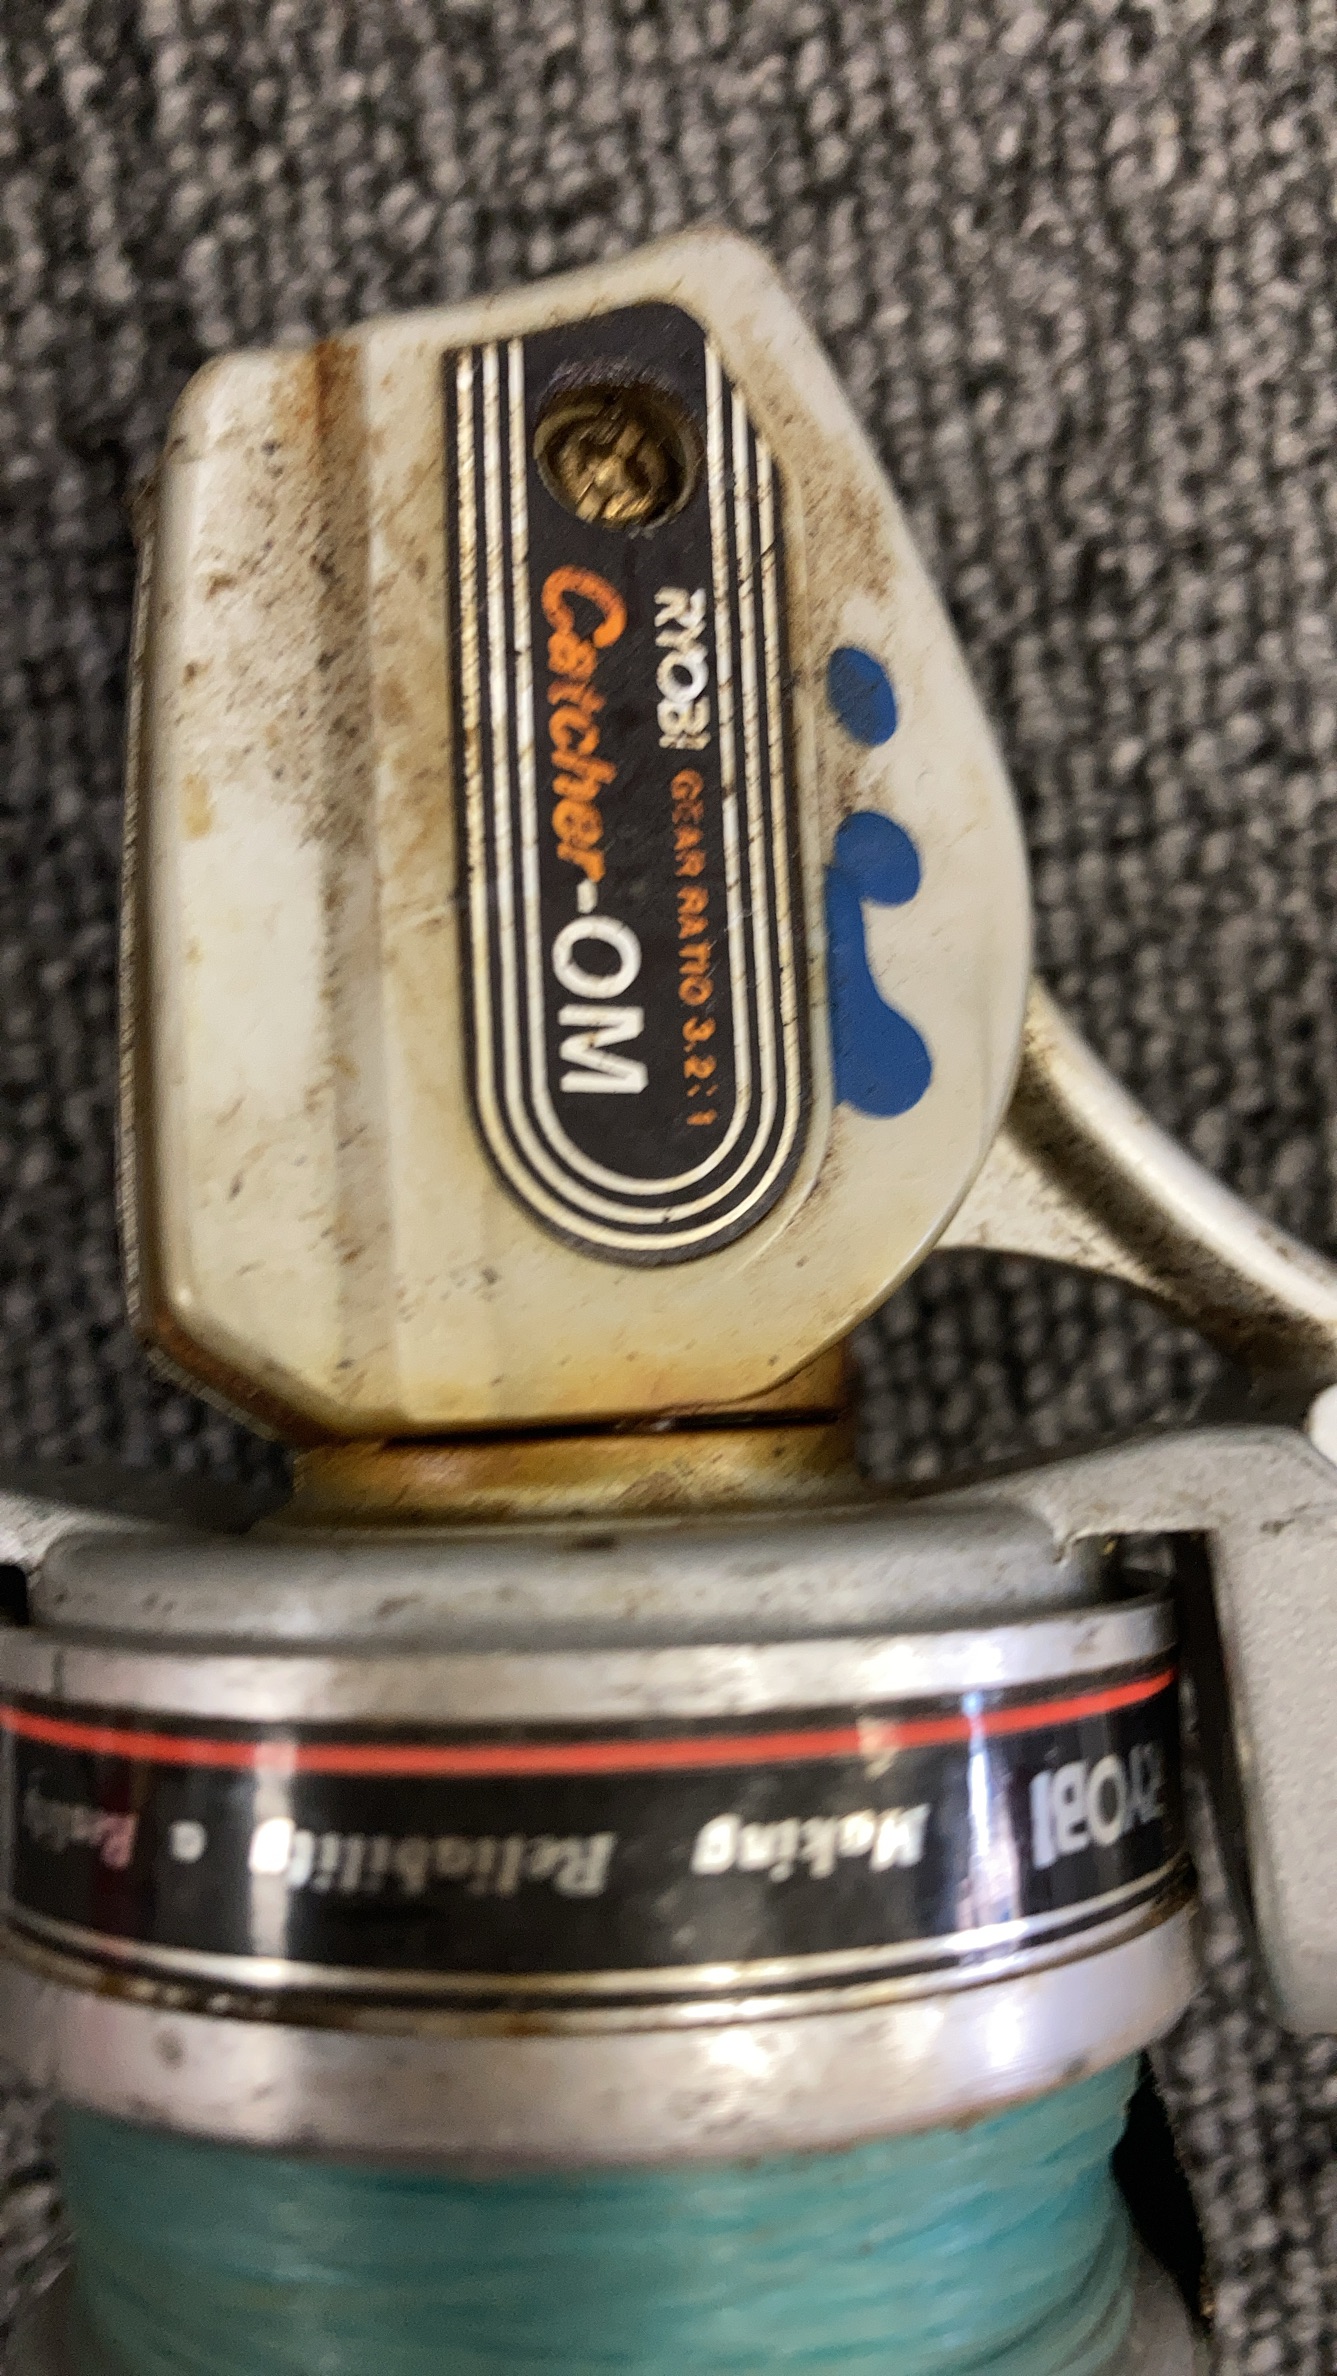 RYOBI GEAR RATIO 3.2:1
Catcher-OM
RYOBI Making Reliability a